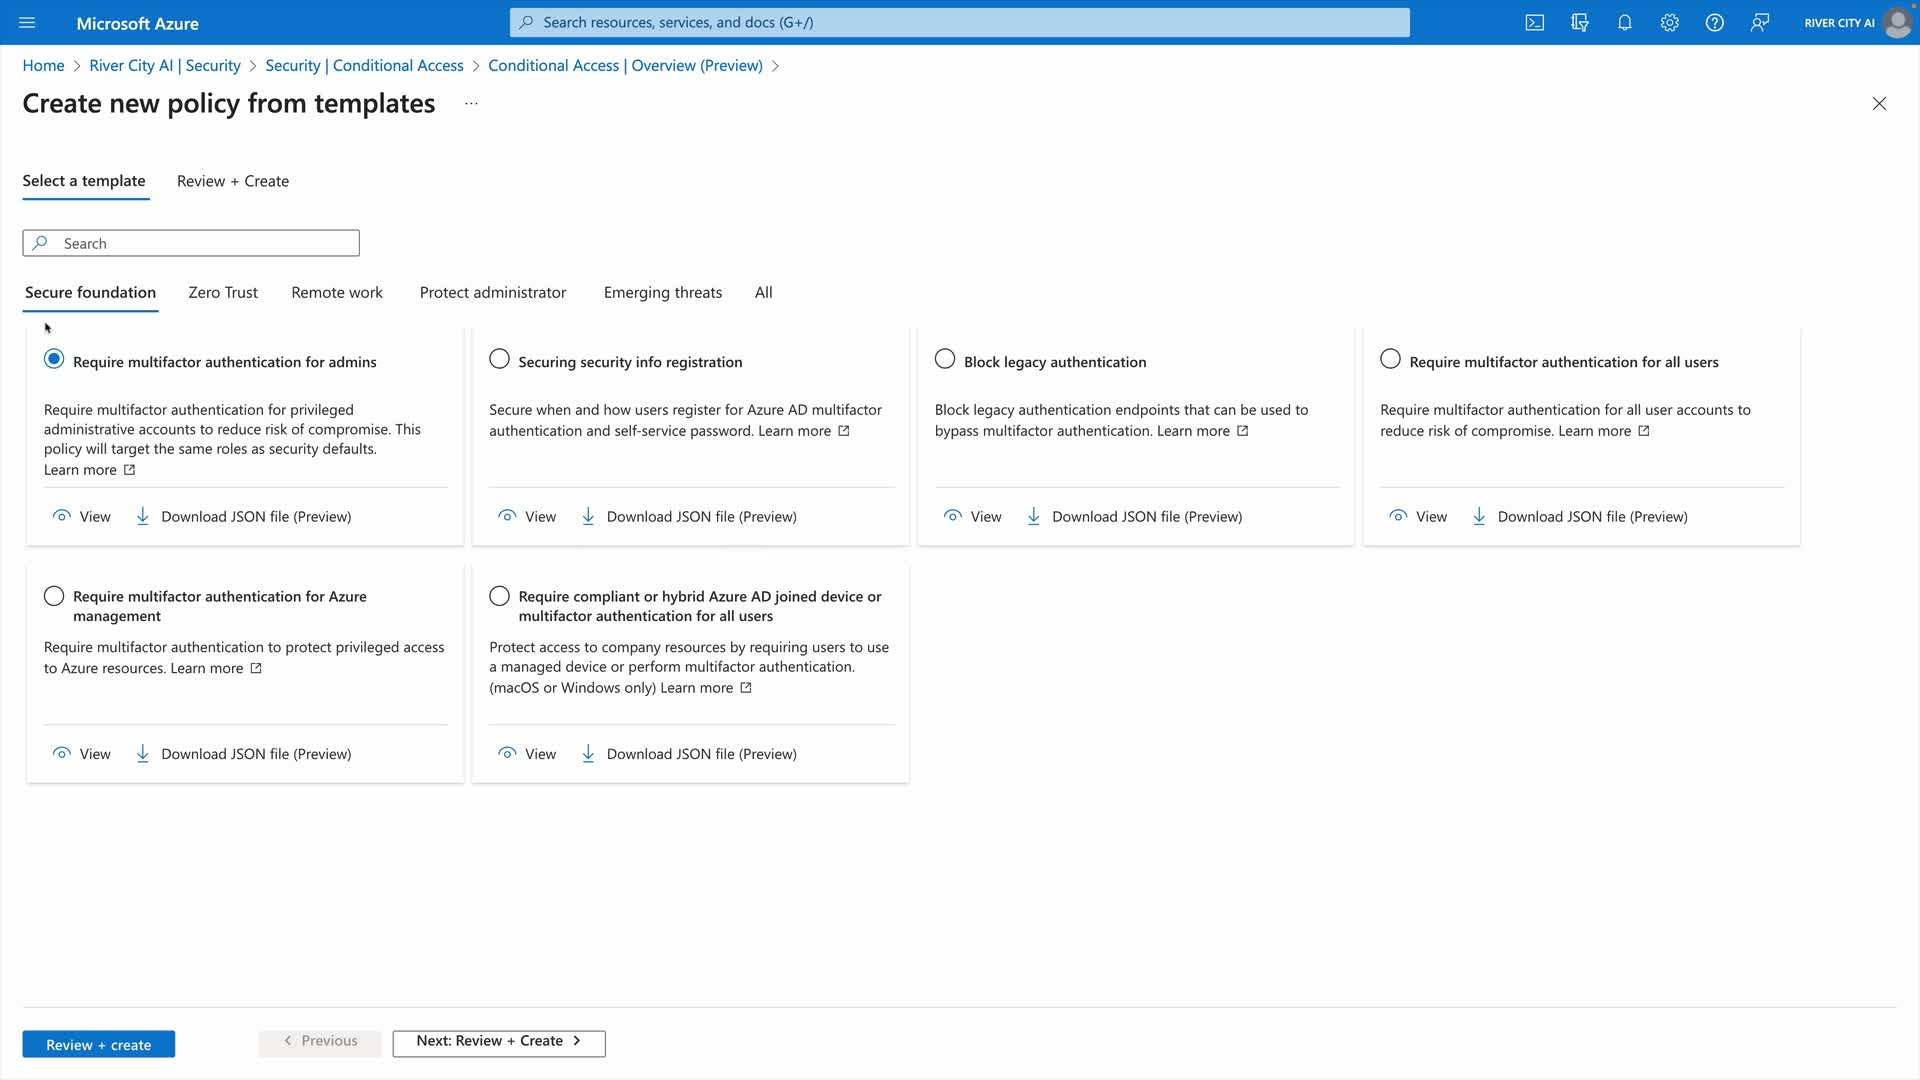 Microsoft Azure
Search resources, services, and docs (G+/)
RIVER CITY AI
Home > River City AI | Security > Security | Conditional Access > Conditional Access | Overview (Preview) >
Create new policy from templates ...
Select a template
Review + Create
Search
Secure foundation
Zero Trust
Remote work
Protect administrator
Emerging threats
All
Require multifactor authentication for admins
Require multifactor authentication for privileged
administrative accounts to reduce risk of compromise. This
policy will target the same roles as security defaults.
Learn more
View
Download JSON file (Preview)
Securing security info registration
Secure when and how users register for Azure AD multifactor
authentication and self-service password. Learn more
View
Download JSON file (Preview)
Block legacy authentication
Block legacy authentication endpoints that can be used to
bypass multifactor authentication. Learn more
View
Download JSON file (Preview)
Require multifactor authentication for all users
Require multifactor authentication for all user accounts to
reduce risk of compromise. Learn more
View
Download JSON file (Preview)
Require multifactor authentication for Azure
management
Require multifactor authentication to protect privileged access
to Azure resources. Learn more
View
Download JSON file (Preview)
Require compliant or hybrid Azure AD joined device or
multifactor authentication for all users
Protect access to company resources by requiring users to use
a managed device or perform multifactor authentication.
(macOS or Windows only) Learn more
View
Download JSON file (Preview)
Review + create
< Previous
Next: Review + Create >